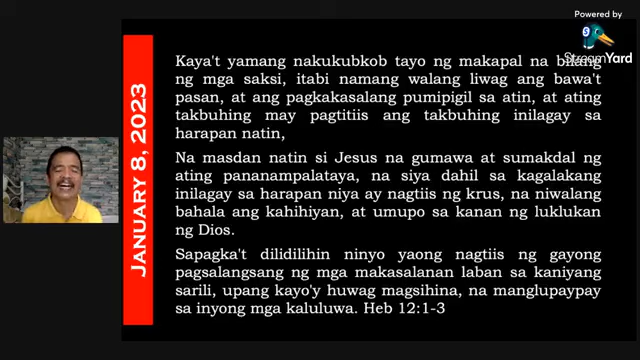 Powered by
StreamYard
JANUARY 8, 2023
Kaya't yamang nakukubkob tayo ng makapal na bilang
ng mga saksi, itabi namang walang liwag ang bawa't
pasan, at ang pagkakasalang pumipigil sa atin, at ating
takbuhing may pagtitiis ang takbuhing inilagay sa
harapan natin,
Na masdan natin si Jesus na gumawa at sumakdal ng
ating pananampalataya, na siya dahil sa kagalakang
inilagay sa harapan niya ay nagtiis ng krus, na niwalang
bahala ang kahihiyan, at umupo sa kanan ng luklukan
ng Dios.
Sapagka't dilidilihin ninyo yaong nagtiis ng gayong
pagsalangsang ng mga makasalanan laban sa kaniyang
sarili, upang kayo'y huwag magsihina, na manglupaypay
sa inyong mga kaluluwa. Heb 12:1-3